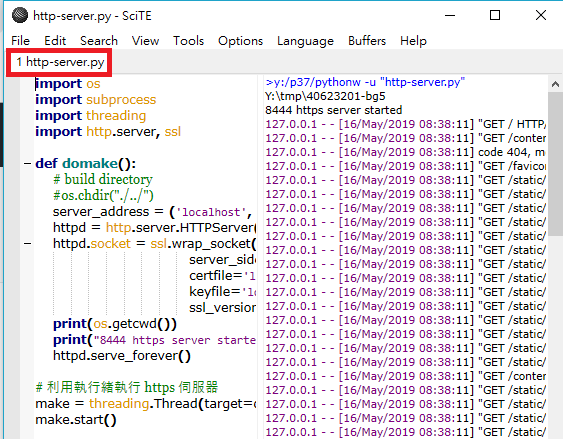 http-server.py - SciTE
File Edit Search View Tools Options Language Buffers Help
1 http-server.py
import os
import subprocess
import threading
import http.server, ssl
def domake():
# build directory
#os.chdir("./../")
server_address = ('localhost',
httpd = http.server.HTTPServer(
httpd.socket = ssl.wrap_socket(
server_side
certfile='l
keyfile='lo
ssl_version
print(os.getcwd())
print("8444 https server starte
httpd.serve_forever()
# 利用執行緒執行 https 伺服器
make = threading.Thread(target=d
make.start()
>y:/p37/pythonw -u "http-server.py"
Y:\tmp\40623201-bg5
8444 https server started
127.0.0.1 - - [16/May/2019 08:38:11] "GET / HTTP/
127.0.0.1 - - [16/May/2019 08:38:11] "GET /conten
127.0.0.1 - - [16/May/2019 08:38:11] code 404, m
127.0.0.1 - - [16/May/2019 08:38:11] "GET /favico
127.0.0.1 - - [16/May/2019 08:38:11] "GET /static/
127.0.0.1 - - [16/May/2019 08:38:11] "GET /static/
127.0.0.1 - - [16/May/2019 08:38:11] "GET /static/
127.0.0.1 - - [16/May/2019 08:38:11] "GET /static/
127.0.0.1 - - [16/May/2019 08:38:11] "GET /static/
127.0.0.1 - - [16/May/2019 08:38:11] "GET /static/
127.0.0.1 - - [16/May/2019 08:38:11] "GET /static/
127.0.0.1 - - [16/May/2019 08:38:11] "GET /static/
127.0.0.1 - - [16/May/2019 08:38:11] "GET /static/
127.0.0.1 - - [16/May/2019 08:38:11] "GET /static/
127.0.0.1 - - [16/May/2019 08:38:11] "GET /static/
127.0.0.1 - - [16/May/2019 08:38:11] "GET /static/
127.0.0.1 - - [16/May/2019 08:38:11] "GET /conten
127.0.0.1 - - [16/May/2019 08:38:11] "GET /static/
127.0.0.1 - - [16/May/2019 08:38:11] "GET /static/
127.0.0.1 - - [16/May/2019 08:38:11] "GET /static/